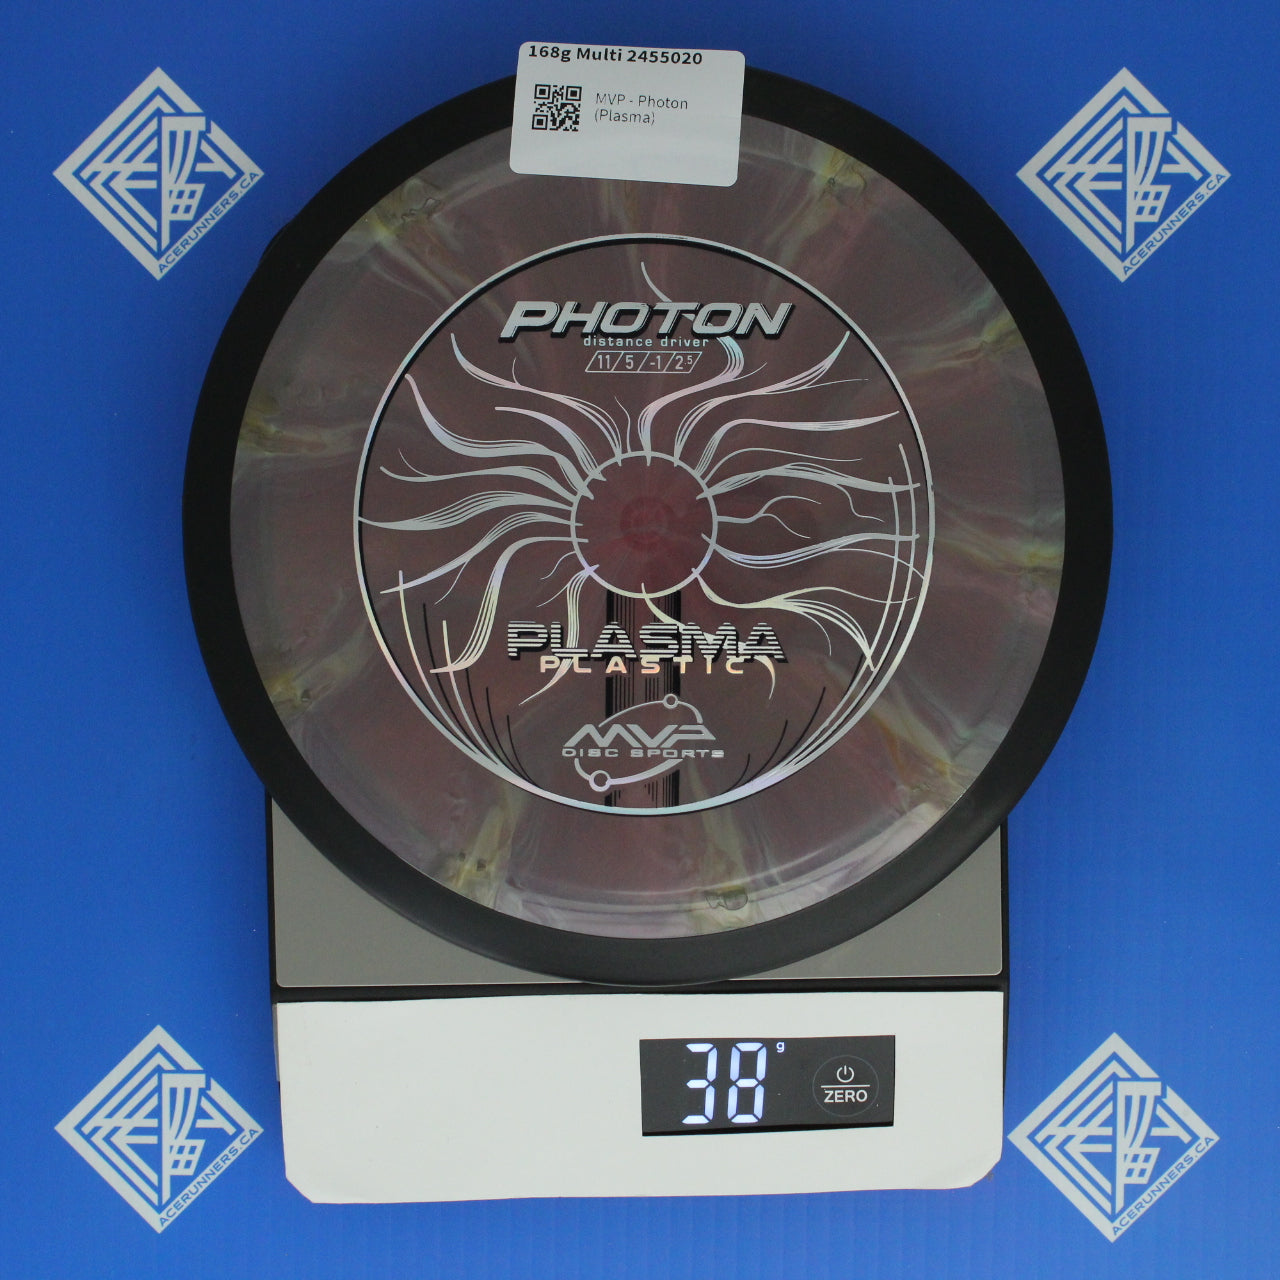 168g Multi 2455020
MVP - Photon
(Plasma)
ACERUNNERS.CA
ACERUNNERS.CA
PHOTON
distance driver
11/5/-1/2.5
PLASMA
PLASTIC
MVP
DISC SPORTS
38 g
ZERO
ACERUNNERS.CA
ACERUNNERS.CA